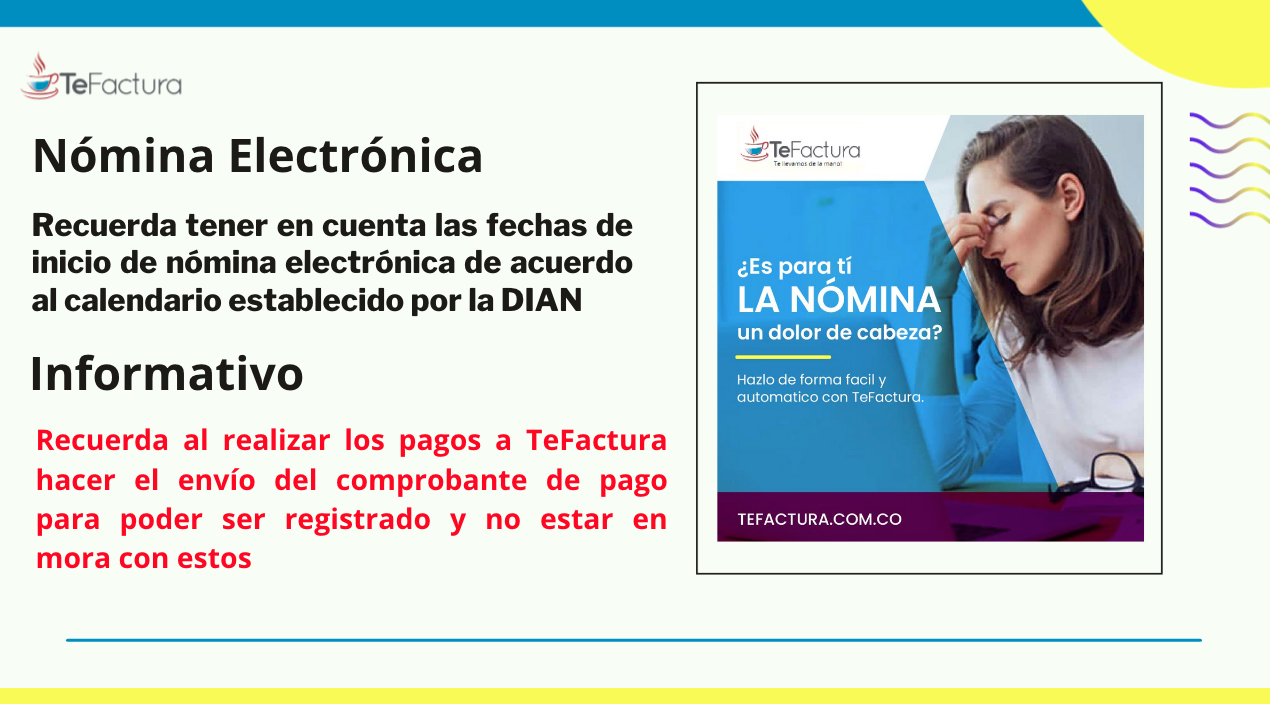 TeFactura
Nómina Electrónica
Recuerda tener en cuenta las fechas de
inicio de nómina electrónica de acuerdo
al calendario establecido por la DIAN
Informativo
Recuerda al realizar los pagos a TeFactura
hacer el envío del comprobante de pago
para poder ser registrado y no estar en
mora con estos
TeFactura
Te llevamos de la mano!
¿Es para tí
LA NÓMINA
un dolor de cabeza?
Hazlo de forma facil y
automatico con TeFactura.
TEFACTURA.COM.CO